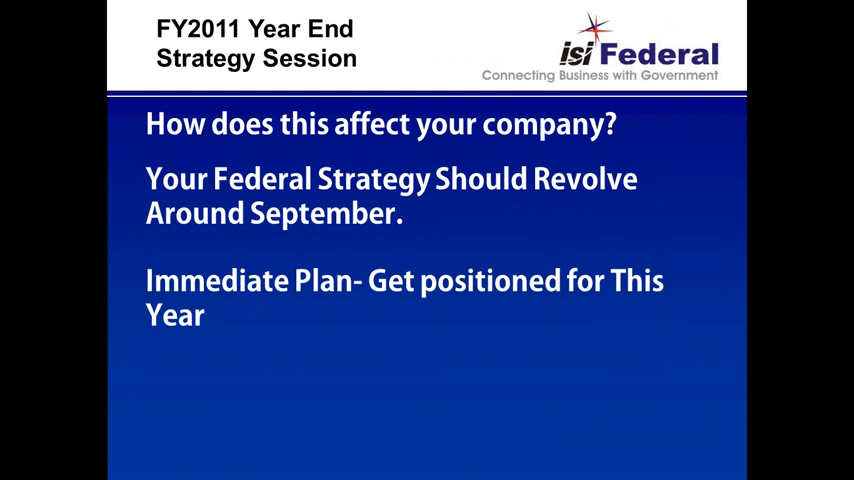 FY2011 Year End
Strategy Session
isi Federal
Connecting Business with Government
How does this affect your company?
Your Federal Strategy Should Revolve
Around September.
Immediate Plan- Get positioned for This
Year